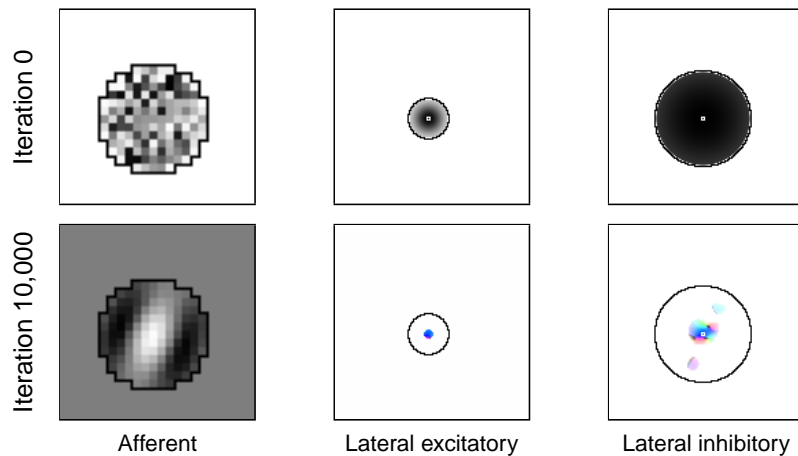 Iteration 0
Iteration 10,000
Afferent
Lateral excitatory
Lateral inhibitory